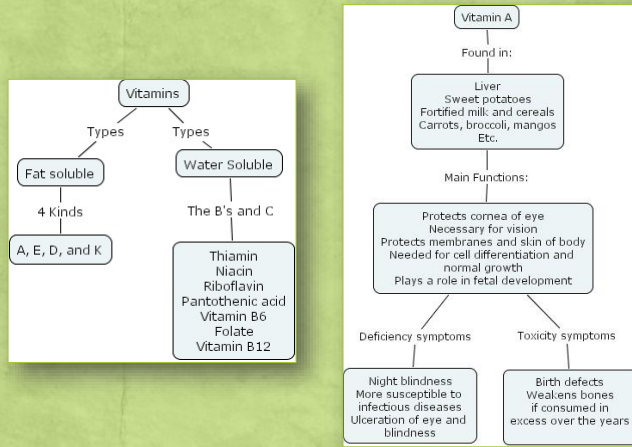 Vitamins
Types
Types
Fat soluble
Water Soluble
4 Kinds
The B's and C
A, E, D, and K
Thiamin
Niacin
Riboflavin
Pantothenic acid
Vitamin B6
Folate
Vitamin B12
Vitamin A
Found in:
Liver
Sweet potatoes
Fortified milk and cereals
Carrots, broccoli, mangos
Etc.
Main Functions:
Protects cornea of eye
Necessary for vision
Protects membranes and skin of body
Needed for cell differentiation and
normal growth
Plays a role in fetal development
Deficiency symptoms
Toxicity symptoms
Night blindness
More susceptible to
infectious diseases
Ulceration of eye and
blindness
Birth defects
Weakens bones
if consumed in
excess over the years